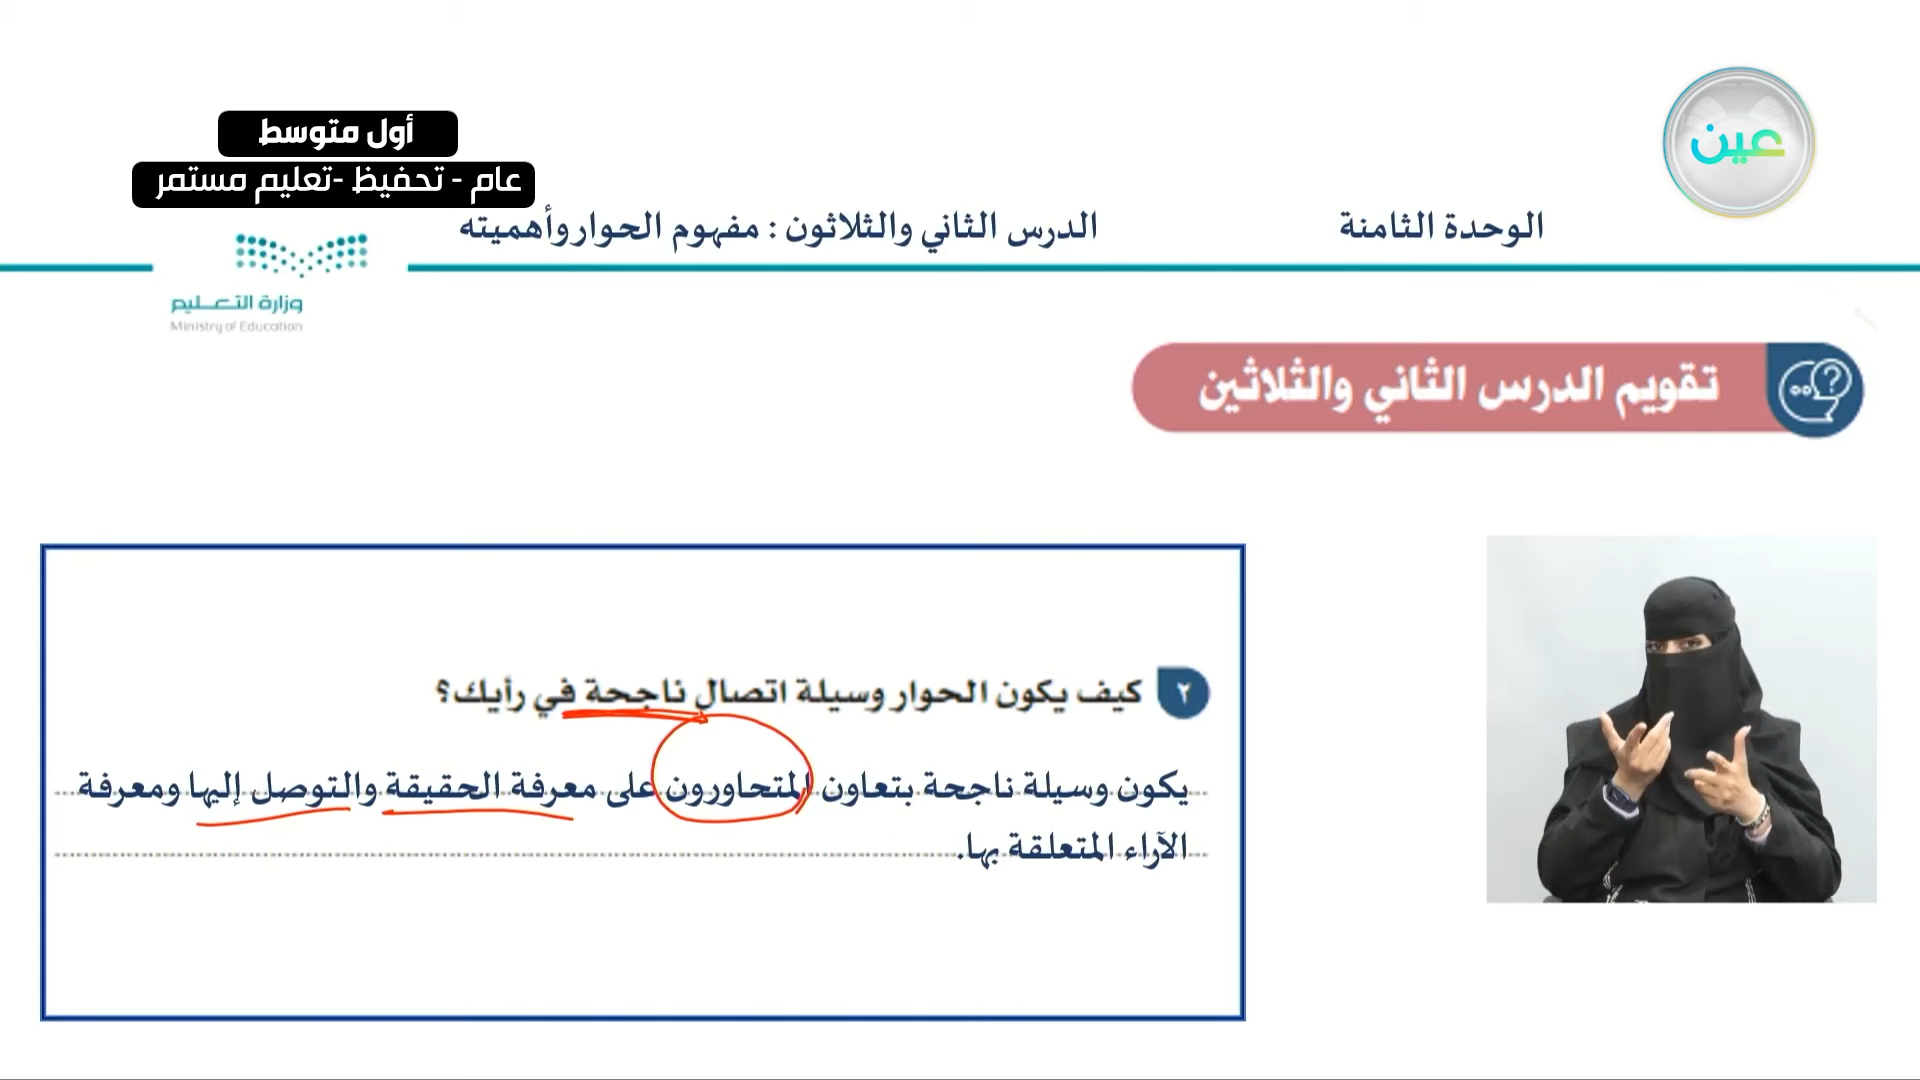 عين
أول متوسط
عام - تحفيظ -تعليم مستمر
الوحدة الثامنة
الدرس الثاني والثلاثون : مفهوم الحوار وأهميته
وزارة التعليم
Ministry of Education
تقويم الدرس الثاني والثلاثين
٢ كيف يكون الحوار وسيلة اتصال ناجحة في رأيك؟
يكون وسيلة ناجحة بتعاون المتحاورون على معرفة الحقيقة والتوصل إليها ومعرفة
الآراء المتعلقة بها.